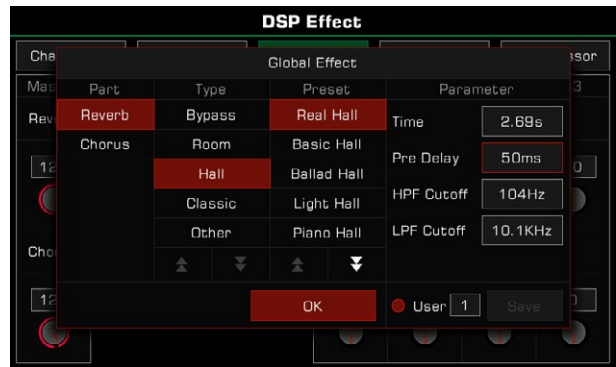 DSP Effect
Cha
ssor
Global Effect
Mas
3
Part
Type
Preset
Parameter
Rev
Reverb
Bypass
Real Hall
Time
2.69s
Chorus
Room
Basic Hall
Pre Delay
50ms
12
0
Hall
Ballad Hall
HPF Cutoff
104Hz
Classic
Light Hall
LPF Cutoff
10.1KHz
Other
Piano Hall
Cho
12
OK
User
1
Save